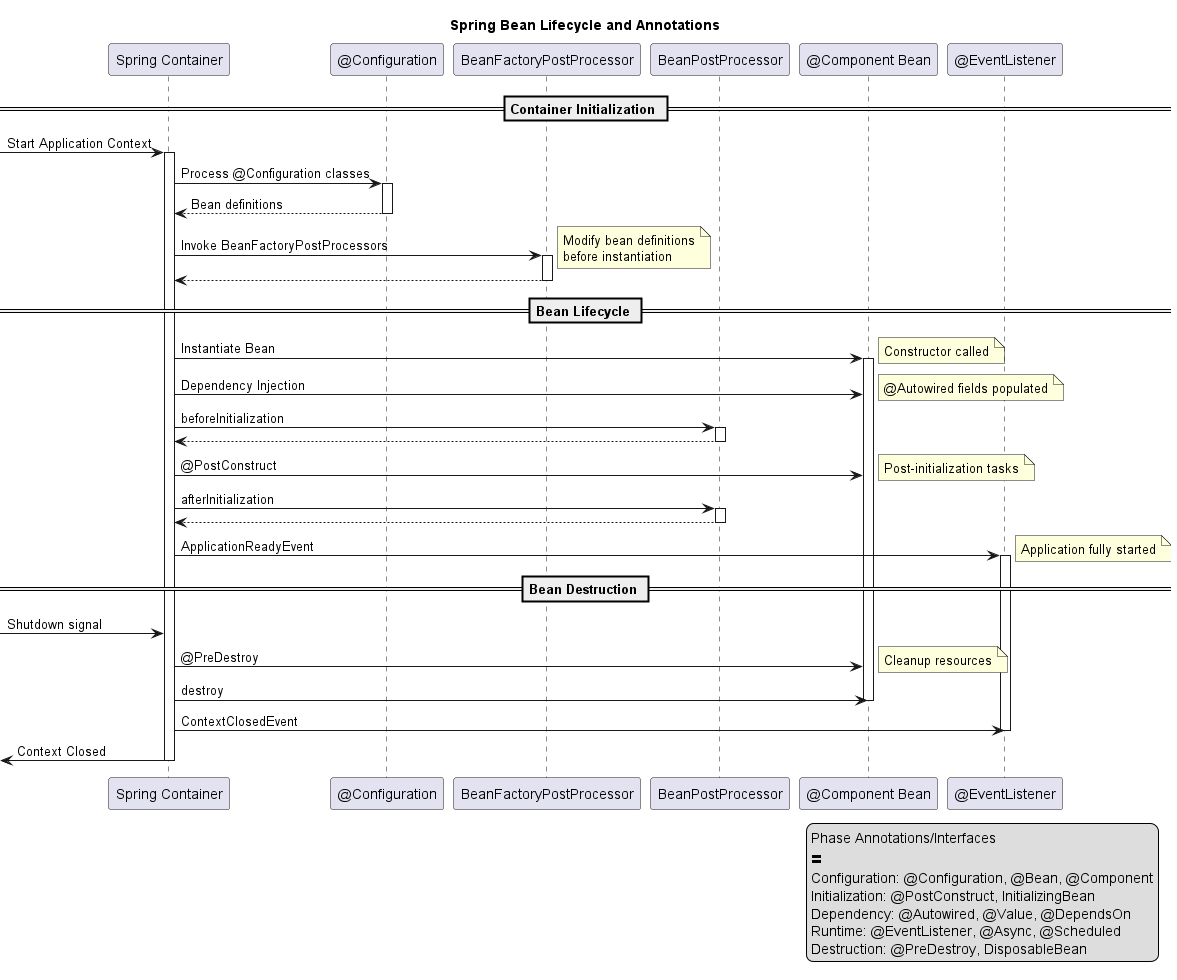 Spring Bean Lifecycle and Annotations
Spring Container
@Configuration
BeanFactoryPostProcessor
BeanPostProcessor
@Component Bean
@EventListener
Container Initialization
Start Application Context
Process @Configuration classes
Bean definitions
Invoke BeanFactoryPostProcessors
Modify bean definitions
before instantiation
Bean Lifecycle
Instantiate Bean
Constructor called
Dependency Injection
@Autowired fields populated
beforeInitialization
@PostConstruct
Post-initialization tasks
afterInitialization
ApplicationReadyEvent
Application fully started
Bean Destruction
Shutdown signal
@PreDestroy
Cleanup resources
destroy
ContextClosedEvent
Context Closed
Spring Container
@Configuration
BeanFactoryPostProcessor
BeanPostProcessor
@Component Bean
@EventListener
Phase Annotations/Interfaces
=
Configuration: @Configuration, @Bean, @Component
Initialization: @PostConstruct, InitializingBean
Dependency: @Autowired, @Value, @DependsOn
Runtime: @EventListener, @Async, @Scheduled
Destruction: @PreDestroy, DisposableBean